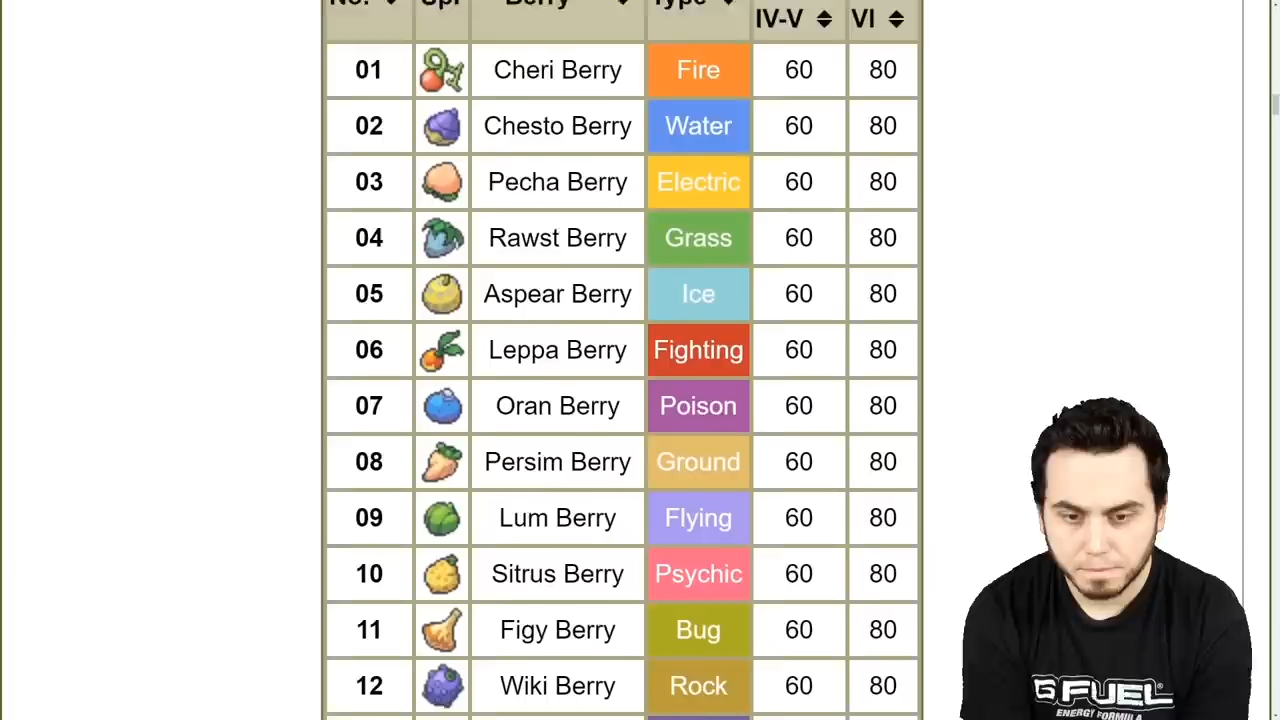 No. Spr Berry Type
IV-V VI
01 Cheri Berry Fire 60 80
02 Chesto Berry Water 60 80
03 Pecha Berry Electric 60 80
04 Rawst Berry Grass 60 80
05 Aspear Berry Ice 60 80
06 Leppa Berry Fighting 60 80
07 Oran Berry Poison 60 80
08 Persim Berry Ground 60 80
09 Lum Berry Flying 60 80
10 Sitrus Berry Psychic 60 80
11 Figy Berry Bug 60 80
12 Wiki Berry Rock 60 80
G FUEL
ENERGY FORMULA